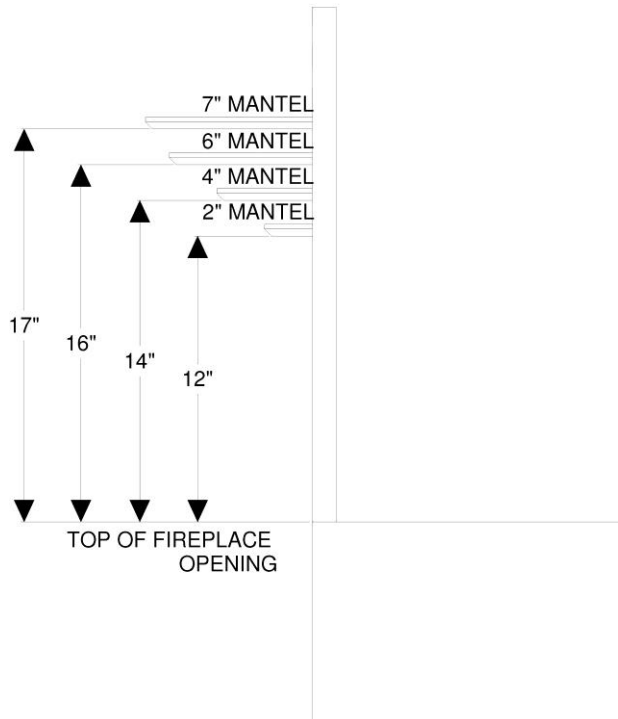 7" MANTEL
6" MANTEL
4" MANTEL
2" MANTEL
17"
16"
14"
12"
TOP OF FIREPLACE
OPENING